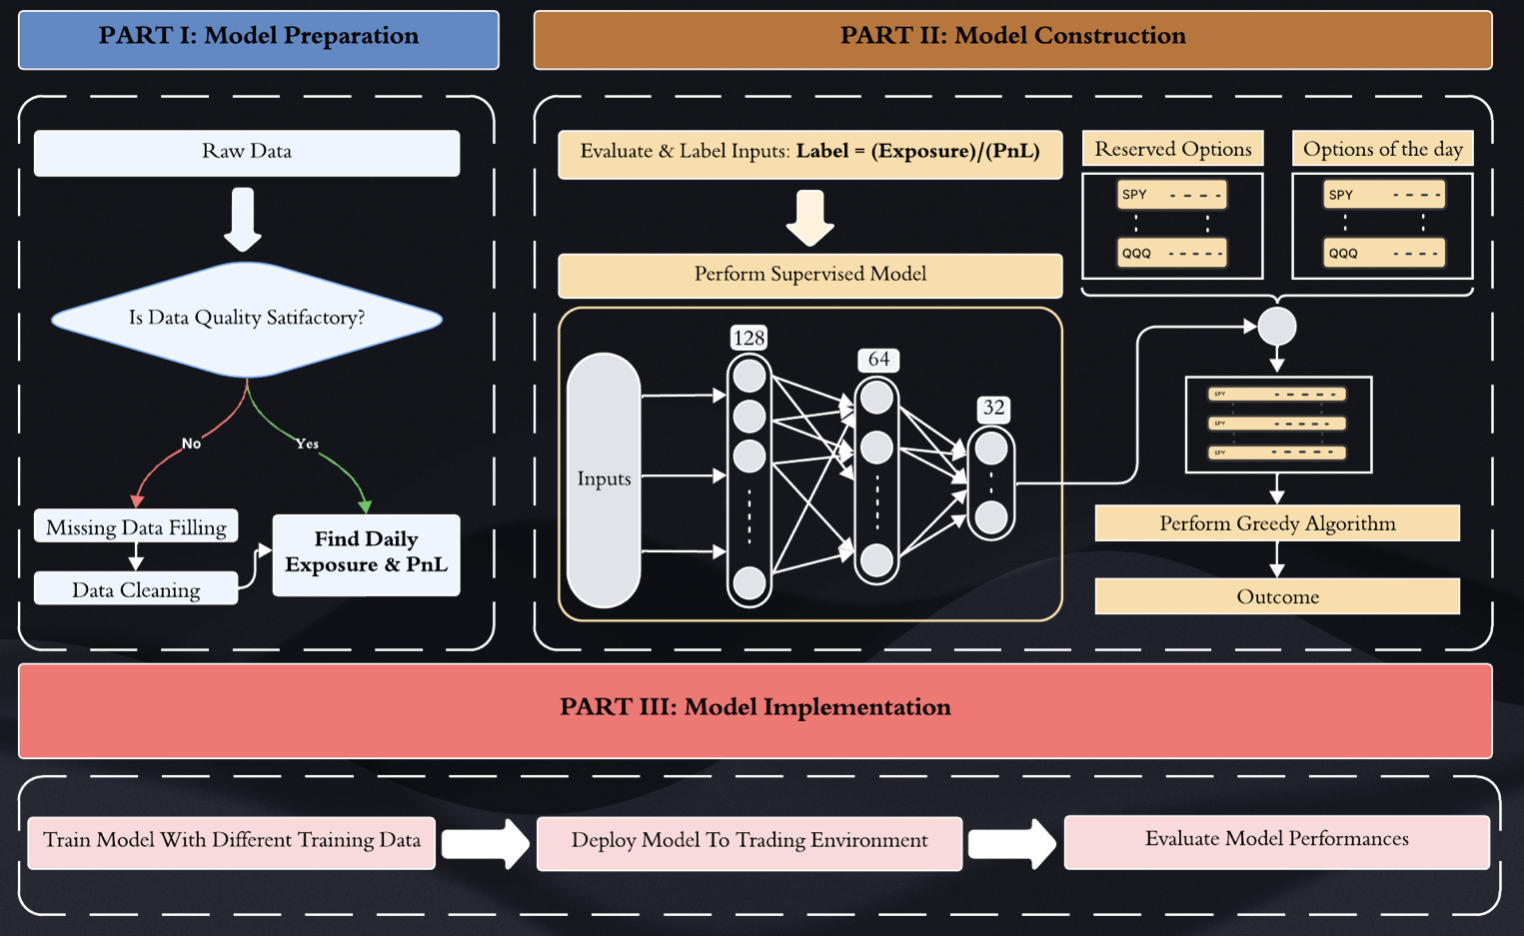 PART I: Model Preparation
Raw Data
Is Data Quality Satifactory?
No
Yes
Missing Data Filling
Data Cleaning
Find Daily
Exposure & PnL
PART II: Model Construction
Evaluate & Label Inputs: Label = (Exposure)/(PnL)
Perform Supervised Model
Inputs
128
64
32
Reserved Options
SPY - - - -
QQQ - - - - -
Options of the day
SPY - - - -
QQQ - - - -
SPY - - - - -
SPY - - - - -
SPY - - - - -
Perform Greedy Algorithm
Outcome
PART III: Model Implementation
Train Model With Different Training Data
Deploy Model To Trading Environment
Evaluate Model Performances